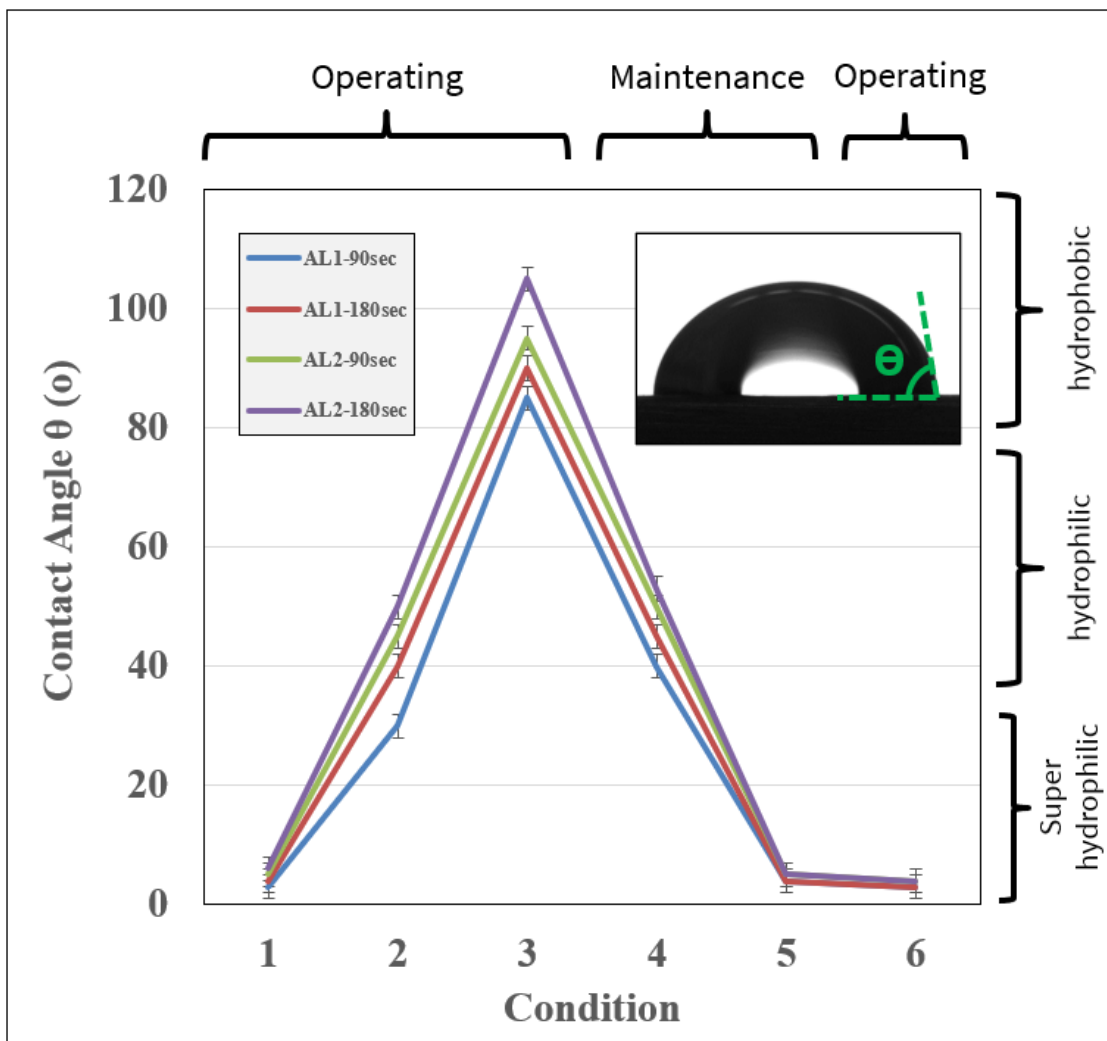 Operating
Maintenance
Operating
120
100
80
60
40
20
0
Contact Angle θ (o)
AL1-90sec
AL1-180sec
AL2-90sec
AL2-180sec
Θ
hydrophobic
hydrophilic
Super
hydrophilic
1 2 3 4 5 6
Condition